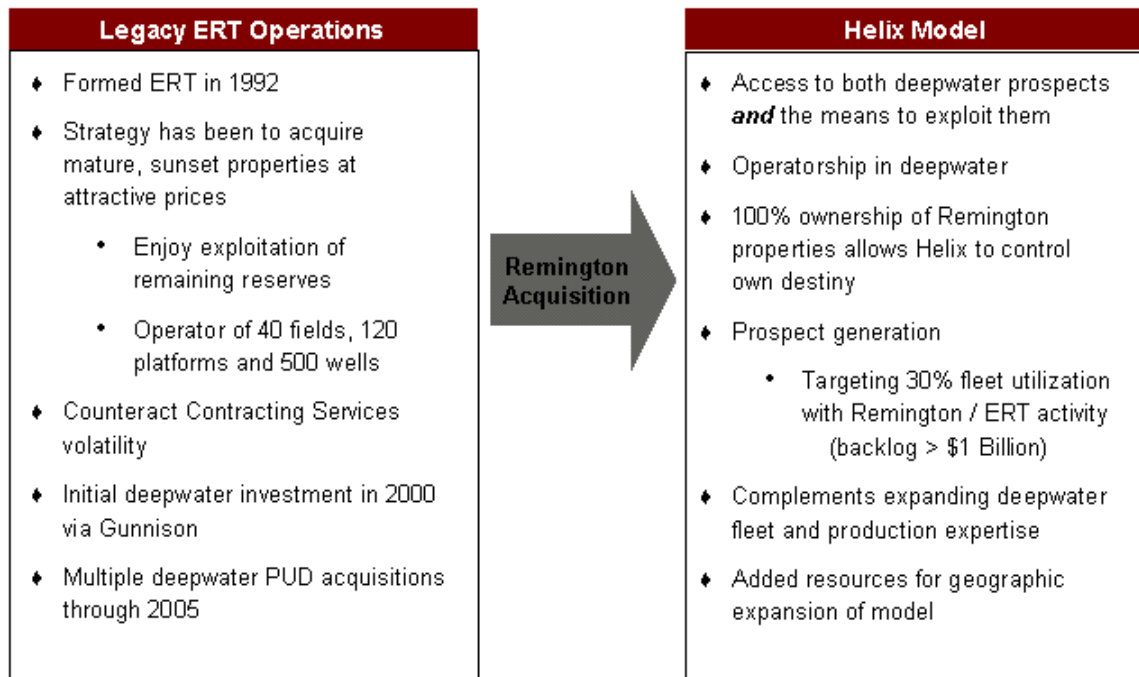 Legacy ERT Operations
♦ Formed ERT in 1992
♦ Strategy has been to acquire
mature, sunset properties at
attractive prices
• Enjoy exploitation of
remaining reserves
• Operator of 40 fields, 120
platforms and 500 wells
♦ Counteract Contracting Services
volatility
♦ Initial deepwater investment in 2000
via Gunnison
♦ Multiple deepwater PUD acquisitions
through 2005
Remington
Acquisition
Helix Model
♦ Access to both deepwater prospects
and the means to exploit them
♦ Operatorship in deepwater
♦ 100% ownership of Remington
properties allows Helix to control
own destiny
♦ Prospect generation
• Targeting 30% fleet utilization
with Remington / ERT activity
(backlog > $1 Billion)
♦ Complements expanding deepwater
fleet and production expertise
♦ Added resources for geographic
expansion of model